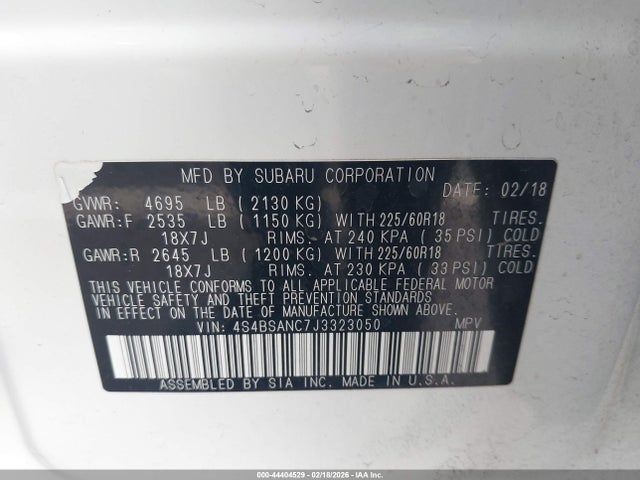 MFD BY SUBARU CORPORATION
DATE: 02/18
GVWR: 4695 LB (2130 KG)
GAWR:F 2535 LB (1150 KG) WITH 225/60R18 TIRES.
18X7J RIMS. AT 240 KPA (35 PSI) COLD
GAWR:R 2645 LB (1200 KG) WITH 225/60R18 TIRES.
18X7J RIMS. AT 230 KPA (33 PSI) COLD
THIS VEHICLE CONFORMS TO ALL APPLICABLE FEDERAL MOTOR
VEHICLE SAFETY AND THEFT PREVENTION STANDARDS
IN EFFECT ON THE DATE OF MANUFACTURE SHOWN ABOVE.
VIN: 4S4BSANC7J3323050 MPV
ASSEMBLED BY SIA INC. MADE IN U.S.A.
000-44404529 - 02/18/2026 - COPYRIGHT IAA, LLC